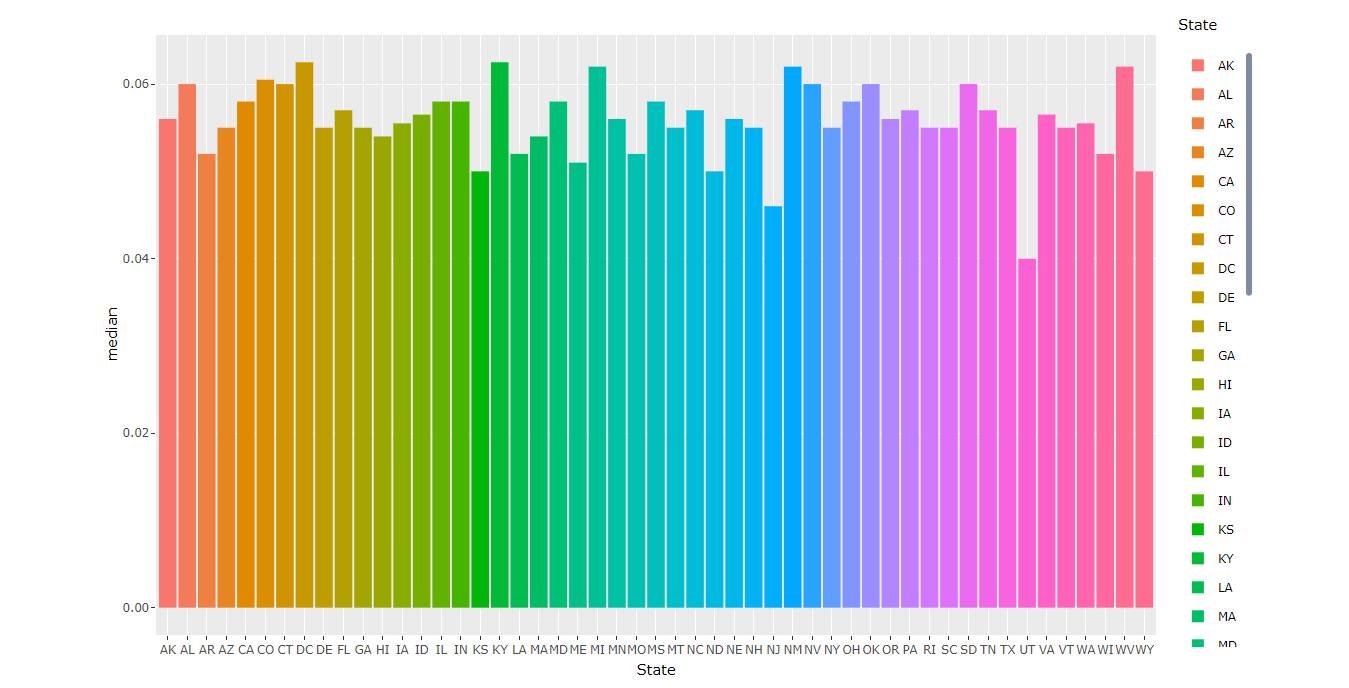 State
AK
AL
AR
AZ
CA
CO
CT
DC
DE
FL
GA
HI
IA
ID
IL
IN
KS
KY
LA
MA
MD
0.06
0.04
0.02
0.00
median
AK AL AR AZ CA CO CT DC DE FL GA HI IA ID IL IN KS KY LA MA MD ME MI MN MO MS MT NC ND NE NH NJ NM NV NY OH OK OR PA RI SC SD TN TX UT VA VT WA WI WV WY
State